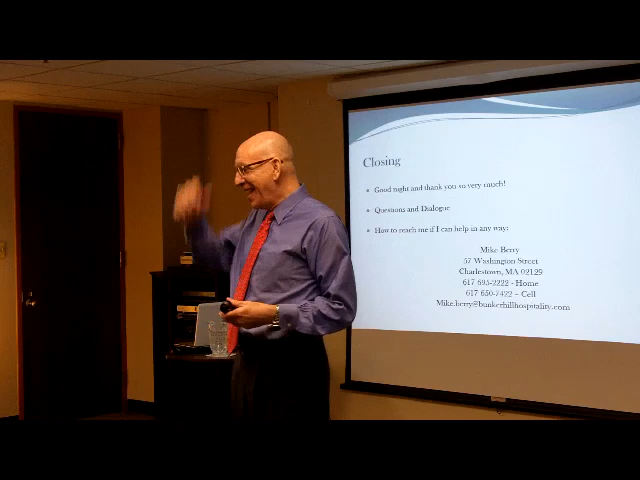 Closing
Good night and thank you so very much!
Questions and Dialogue
How to reach me if I can help in any way:
Mike Berry
57 Washington Street
Charlestown, MA 02129
617 695-2222 - Home
617 650-7422 – Cell
Mike.berry@bunkerhillhospitality.com